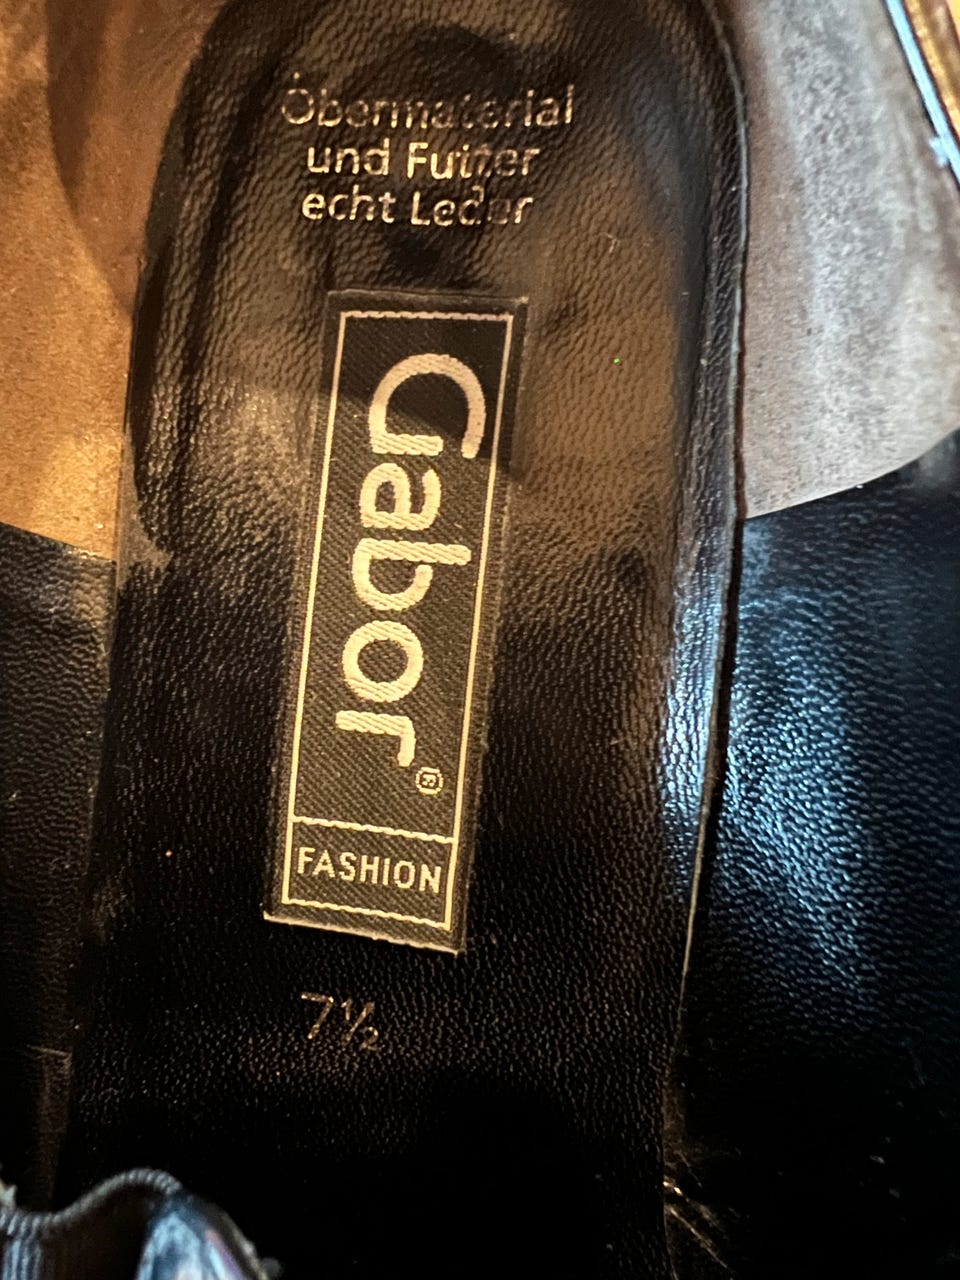 Obermaterial
und Futter
echt Leder
Gabor®
FASHION
7½